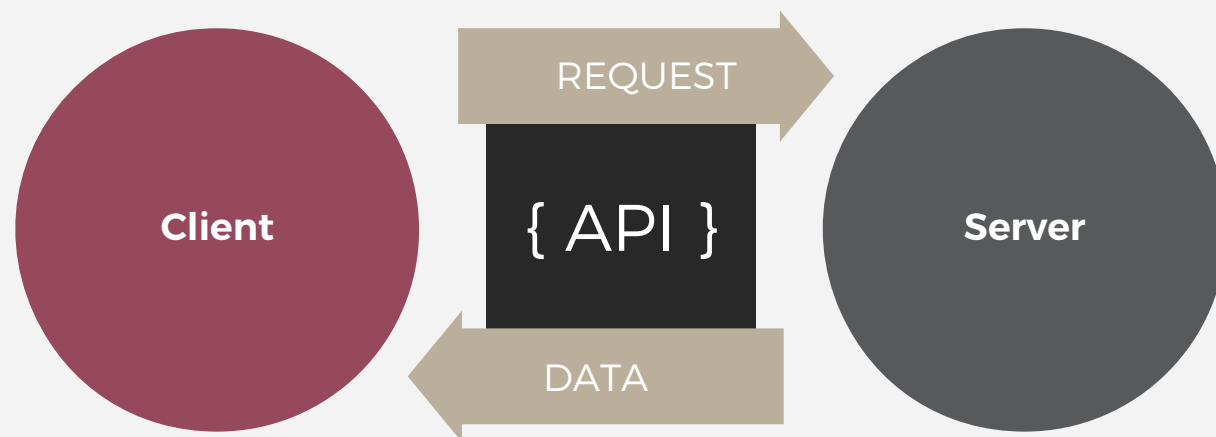 REQUEST
Client
{ API }
Server
DATA